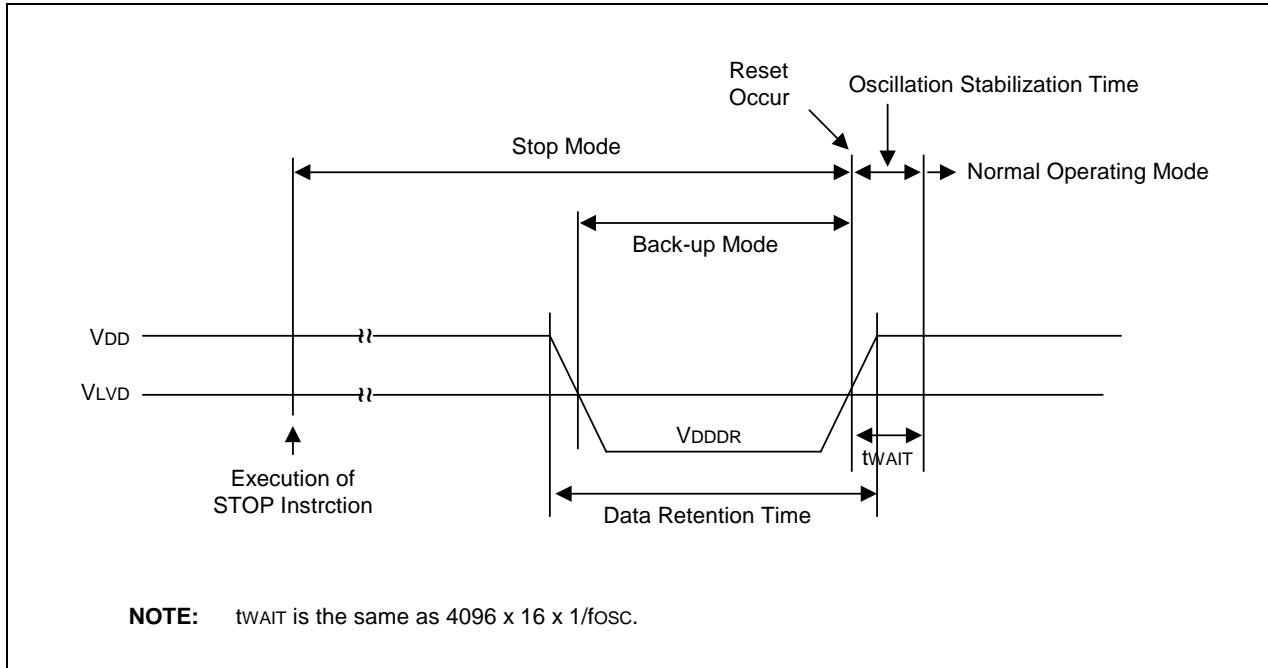 Reset
Occur
Oscillation Stabilization Time
Stop Mode
Normal Operating Mode
Back-up Mode
VDD
VLVD
VDDDR
tWAIT
Execution of
STOP Instrction
Data Retention Time
NOTE: tWAIT is the same as 4096 x 16 x 1/fOSC.